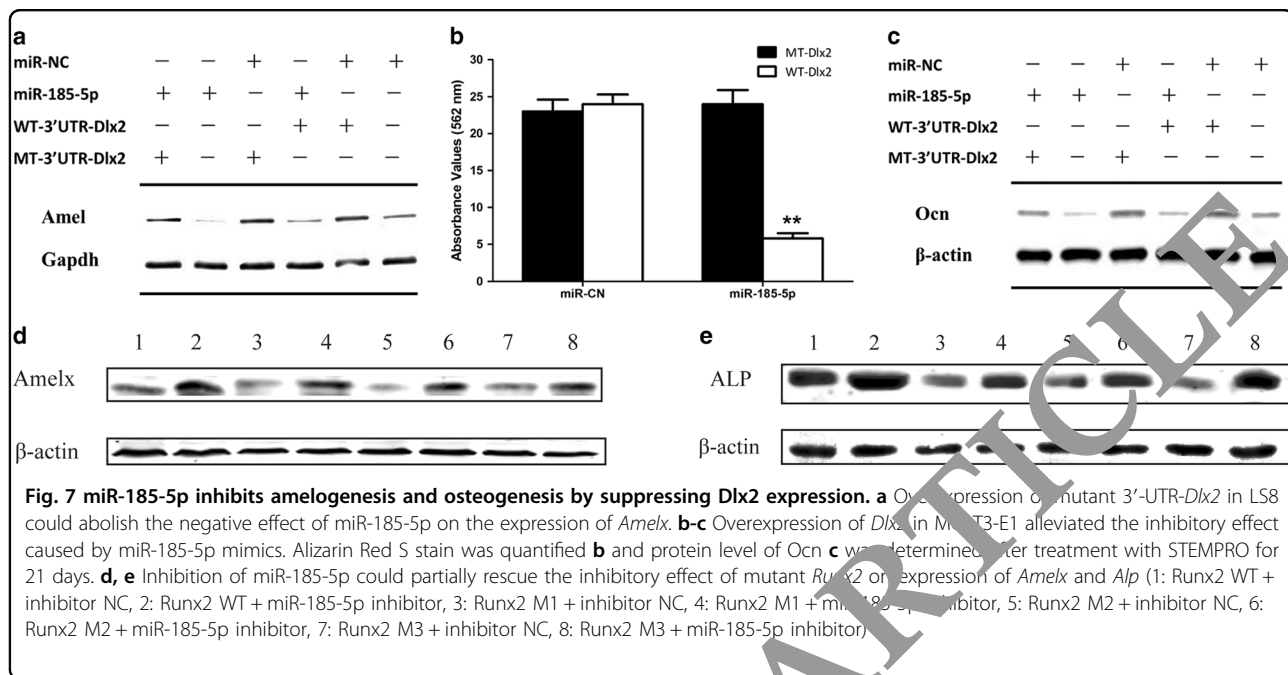 a
miR-NC − − + − + +
miR-185-5p + + − + − −
WT-3'UTR-Dlx2 − − − + + −
MT-3'UTR-Dlx2 + − + − − −
Amel
Gapdh
b
Absorbance Values (562 nm)
30
25
20
15
10
5
0
MT-Dlx2
WT-Dlx2
**
miR-CN miR-185-5p
c
miR-NC − − + − + +
miR-185-5p + + − + − −
WT-3'UTR-Dlx2 − − − + + −
MT-3'UTR-Dlx2 + − + − − −
Ocn
β-actin
d
1 2 3 4 5 6 7 8
Amelx
β-actin
e
1 2 3 4 5 6 7 8
ALP
β-actin
Fig. 7 miR-185-5p inhibits amelogenesis and osteogenesis by suppressing Dlx2 expression. a mutant 3′-UTR-Dlx2 in LS8
could abolish the negative effect of miR-185-5p on the expression of Amelx. b-c Overexpression of in alleviated the inhibitory effect
caused by miR-185-5p mimics. Alizarin Red S stain was quantified b and protein level of Ocn c determined after treatment with STEMPRO for
21 days. d, e Inhibition of miR-185-5p could partially rescue the inhibitory effect of mutant expression of Amelx and Alp (1: Runx2 WT +
inhibitor NC, 2: Runx2 WT + miR-185-5p inhibitor, 3: Runx2 M1 + inhibitor NC, 4: Runx2 M1 + inhibitor, 5: Runx2 M2 + inhibitor NC, 6:
Runx2 M2 + miR-185-5p inhibitor, 7: Runx2 M3 + inhibitor NC, 8: Runx2 M3 + miR-185-5p inhibitor)
ARTICLE